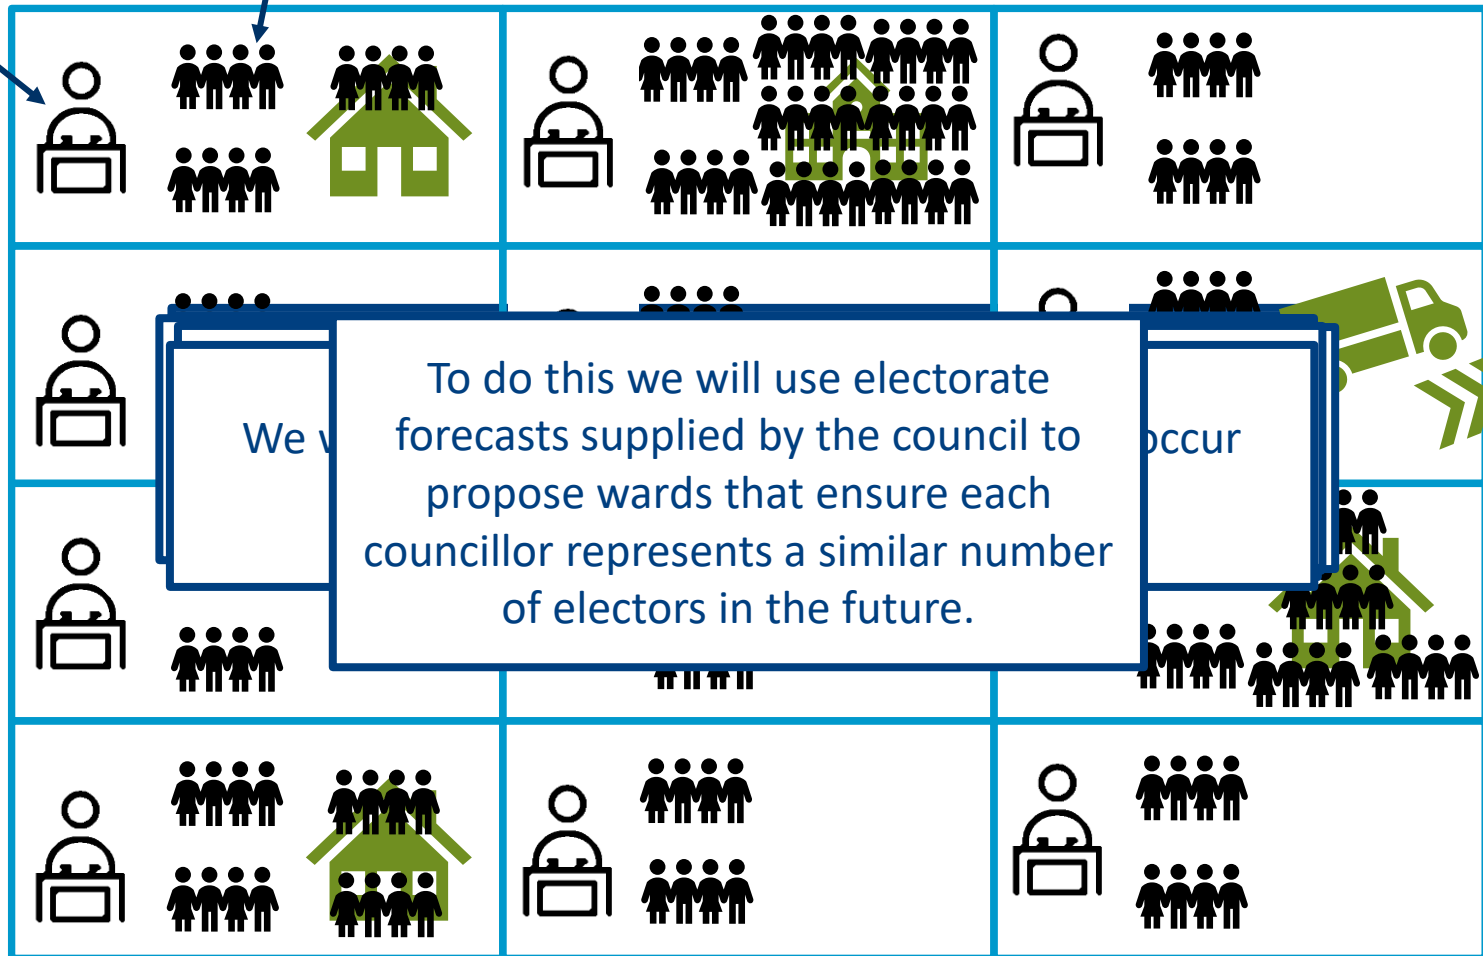 To do this we will use electorate
forecasts supplied by the council to
propose wards that ensure each
councillor represents a similar number
of electors in the future.
We
occur